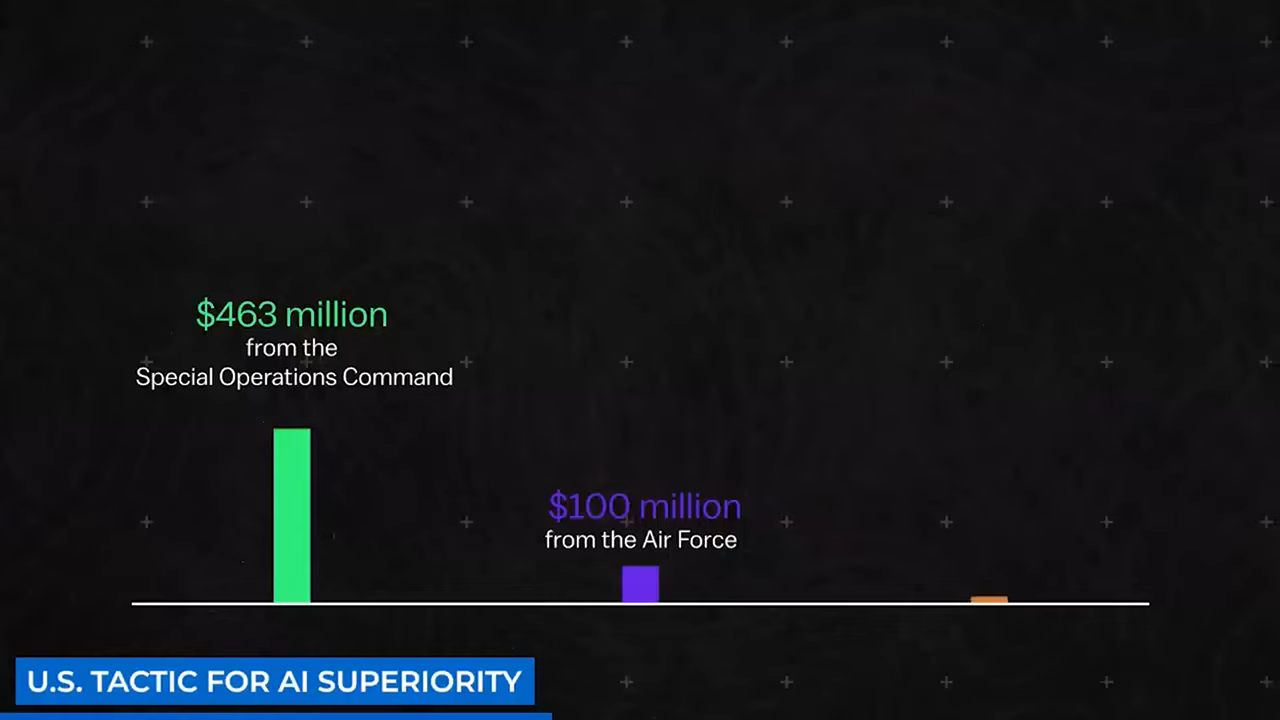 $463 million
from the
Special Operations Command
$100 million
from the Air Force
U.S. TACTIC FOR AI SUPERIORITY